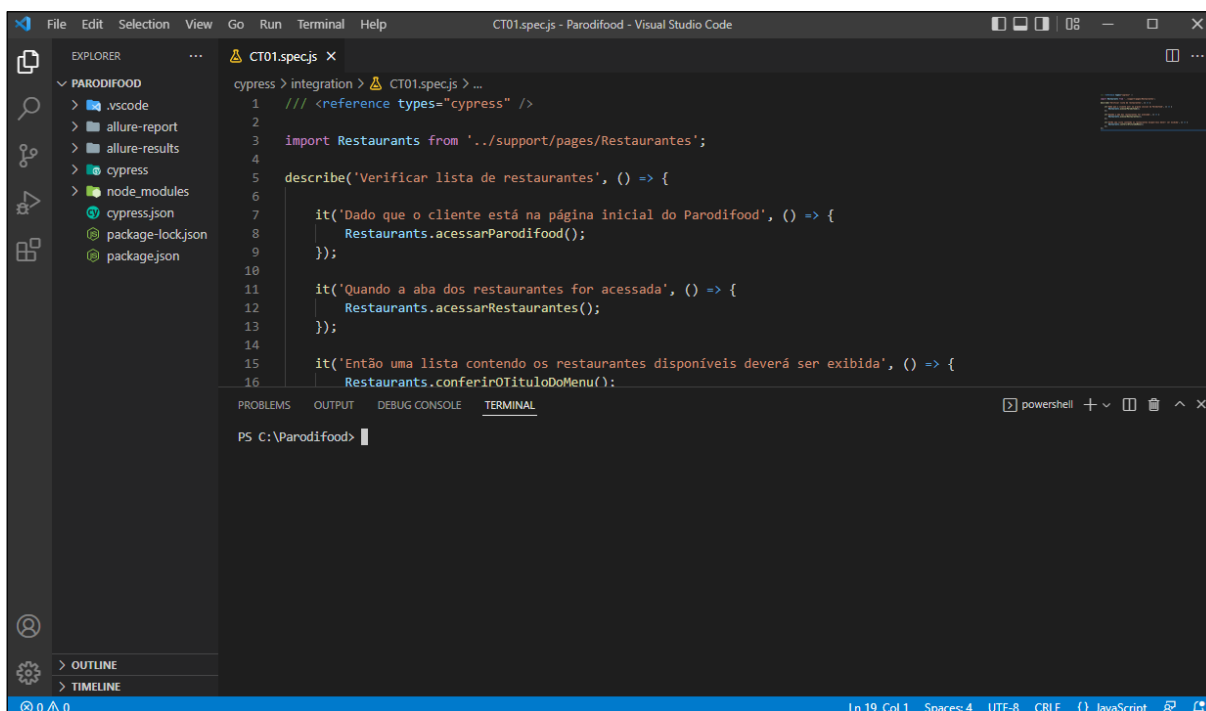 File Edit Selection View Go Run Terminal Help CT01.spec.js - Parodifood - Visual Studio Code
EXPLORER
PARODIFOOD
.vscode
allure-report
allure-results
cypress
node_modules
cypress.json
package-lock.json
package.json
OUTLINE
TIMELINE
CT01.spec.js
cypress > integration > CT01.spec.js > ...
1 /// <reference types="cypress" />
2
3 import Restaurants from '../support/pages/Restaurantes';
4
5 describe('Verificar lista de restaurantes', () => {
6
7 it('Dado que o cliente está na página inicial do Parodifood', () => {
8 Restaurants.acessarParodifood();
9 });
10
11 it('Quando a aba dos restaurantes for acessada', () => {
12 Restaurants.acessarRestaurantes();
13 });
14
15 it('Então uma lista contendo os restaurantes disponíveis deverá ser exibida', () => {
16 Restaurants.conferirOTituloDoMenu();
PROBLEMS OUTPUT DEBUG CONSOLE TERMINAL powershell
PS C:\Parodifood>
0 0 Ln 19, Col 1 Spaces: 4 UTF-8 CRLF {} JavaScript